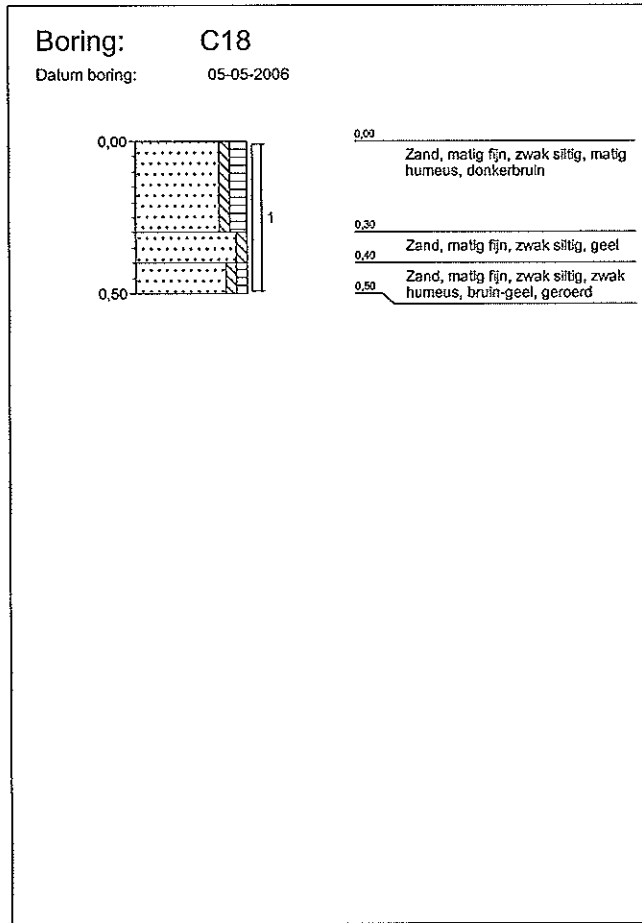 Boring: C18
Datum boring: 05-05-2006
0,00
0,50
1
0,00
Zand, matig fijn, zwak siltig, matig
humeus, donkerbruin
0,30
Zand, matig fijn, zwak siltig, geel
0,40
Zand, matig fijn, zwak siltig, zwak
humeus, bruin-geel, geroerd
0,50